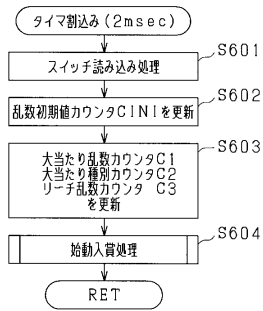 タイマ割込み(2msec)
S601
スイッチ読み込み処理
S602
乱数初期値カウンタCINIを更新
S603
大当たり乱数カウンタC1
大当たり種別カウンタC2
リーチ乱数カウンタ C3
を更新
S604
始動入賞処理
RET